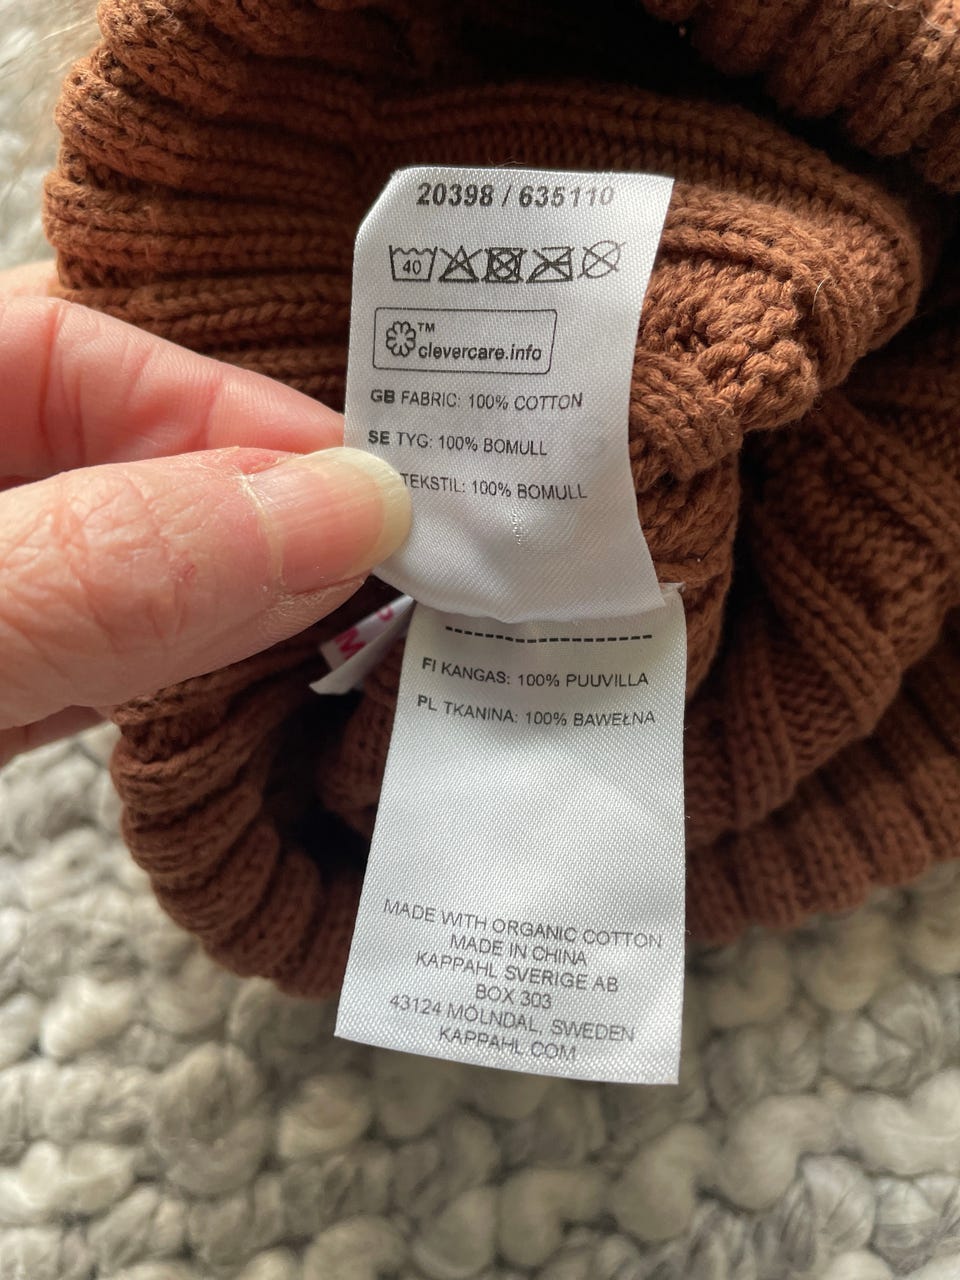 20398 / 635110
40
TM
clevercare.info
GB FABRIC: 100% COTTON
SE TYG: 100% BOMULL
TEKSTIL: 100% BOMULL
FI KANGAS: 100% PUUVILLA
PL TKANINA: 100% BAWEŁNA
MADE WITH ORGANIC COTTON
MADE IN CHINA
KAPPAHL SVERIGE AB
BOX 303
43124 MÖLNDAL, SWEDEN
KAPPAHL.COM